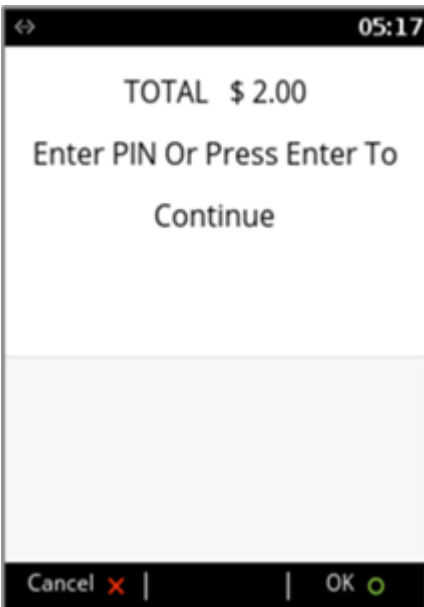 05:17
TOTAL $ 2.00
Enter PIN Or Press Enter To
Continue
Cancel | | OK